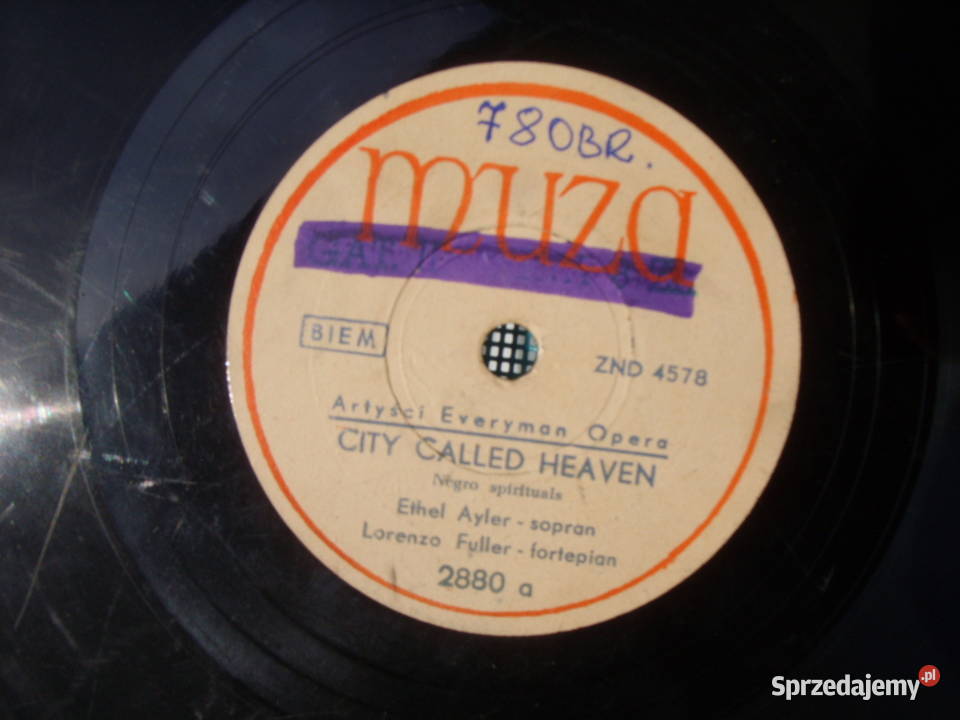 780BR.
muza
BIEM
ZND 4578
Artyści Everyman Opera
CITY CALLED HEAVEN
Negro spirituals
Ethel Ayler - sopran
Lorenzo Fuller - fortepian
2880 a
Sprzedajemy.pl